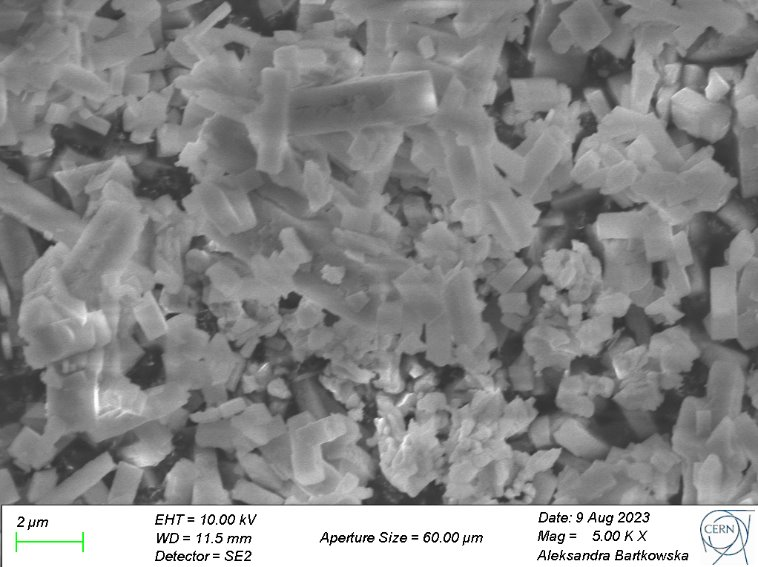 2 µm
EHT = 10.00 kV
WD = 11.5 mm
Detector = SE2
Aperture Size = 60.00 µm
Date: 9 Aug 2023
Mag = 5.00 K X
Aleksandra Bartkowska
CERN